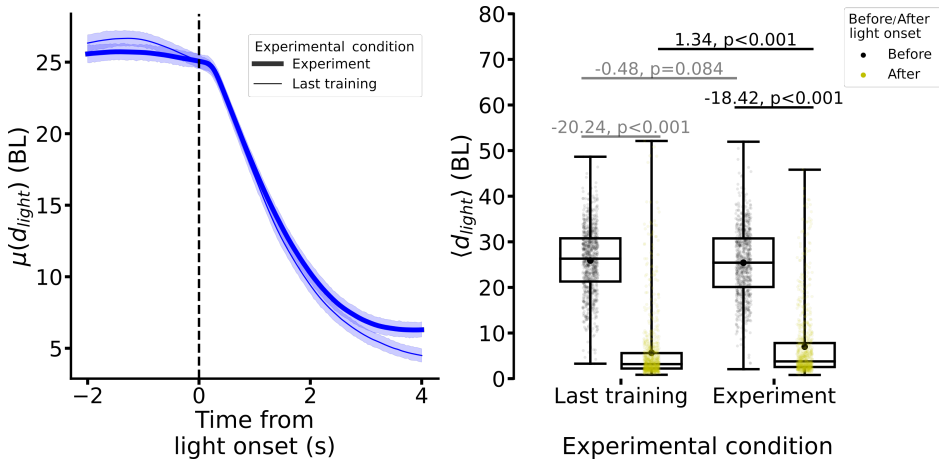 25
20
15
10
5
−2
0
2
4
μ(d_light) (BL)
Time from
light onset (s)
Experimental condition
Experiment
Last training
80
70
60
50
40
30
20
10
0
⟨d_light⟩ (BL)
1.34, p<0.001
-0.48, p=0.084
-18.42, p<0.001
-20.24, p<0.001
Last training
Experiment
Experimental condition
Before/After
light onset
Before
After